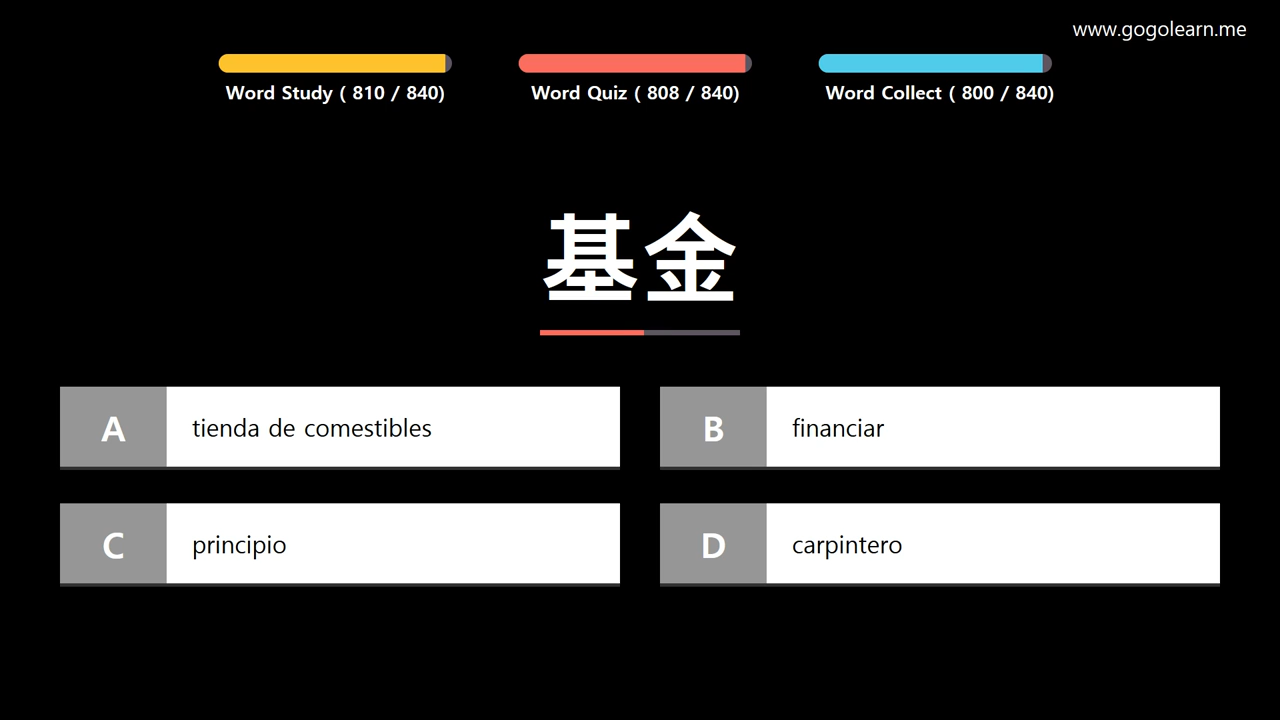 www.gogolearn.me
Word Study ( 810 / 840)
Word Quiz ( 808 / 840)
Word Collect ( 800 / 840)
基金
A tienda de comestibles
B financiar
C principio
D carpintero